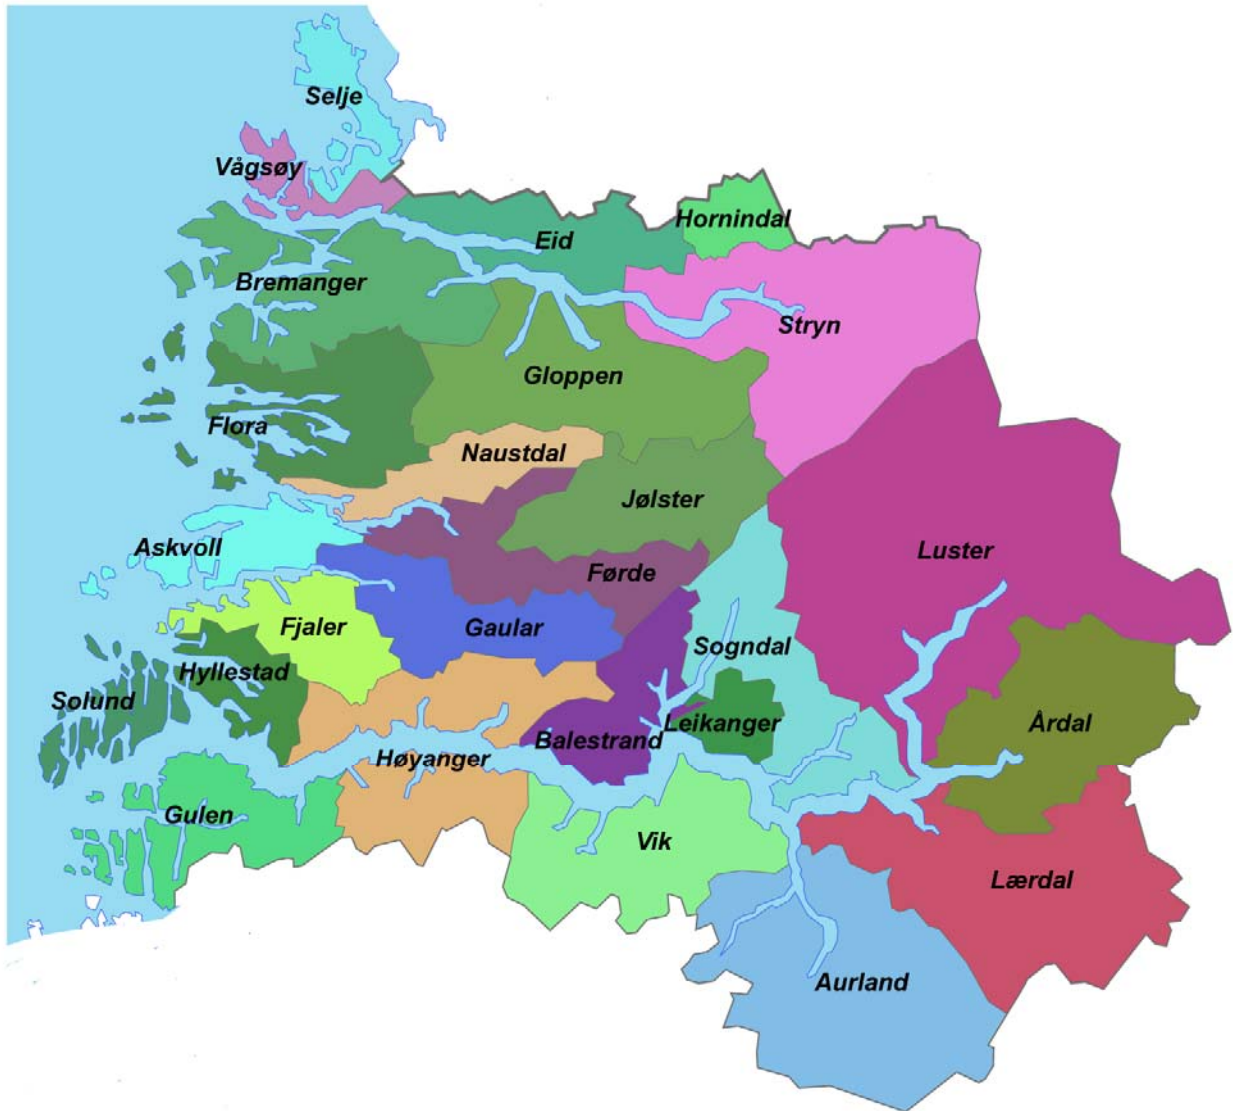 Selje
Vågsøy
Hornindal
Eid
Bremanger
Stryn
Gloppen
Flora
Naustdal
Jølster
Askvoll
Luster
Førde
Fjaler
Gaular
Sogndal
Hyllestad
Solund
Leikanger
Årdal
Balestrand
Høyanger
Gulen
Vik
Lærdal
Aurland